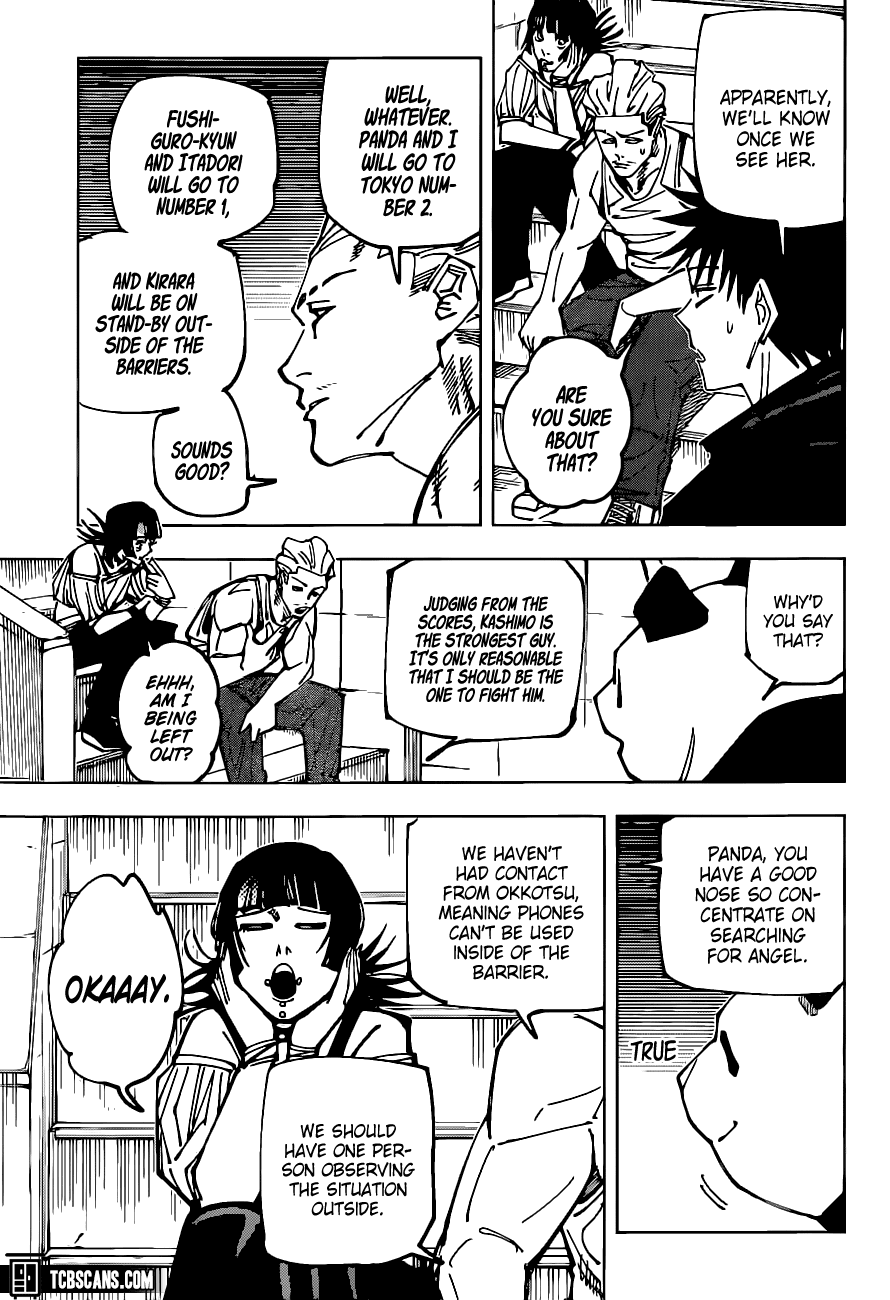 APPARENTLY,
WE'LL KNOW
ONCE WE
SEE HER.
ARE
YOU SURE
ABOUT
THAT?
WELL,
WHATEVER.
PANDA AND I
WILL GO TO
TOKYO NUM-
BER 2.
FUSHI-
GURO-KYUN
AND ITADORI
WILL GO TO
NUMBER 1,
AND KIRARA
WILL BE ON
STAND-BY OUT-
SIDE OF THE
BARRIERS.
SOUNDS
GOOD?
WHY'D
YOU SAY
THAT?
JUDGING FROM THE
SCORES, KASHIMO IS
THE STRONGEST GUY.
IT'S ONLY REASONABLE
THAT I SHOULD BE THE
ONE TO FIGHT HIM.
EHHH,
AM I
BEING
LEFT
OUT?
PANDA, YOU
HAVE A GOOD
NOSE SO CON-
CENTRATE ON
SEARCHING
FOR ANGEL.
TRUE
WE HAVEN'T
HAD CONTACT
FROM OKKOTSU,
MEANING PHONES
CAN'T BE USED
INSIDE OF THE
BARRIER.
WE SHOULD
HAVE ONE PER-
SON OBSERVING
THE SITUATION
OUTSIDE.
OKAAAY.
TCBSCANS.COM